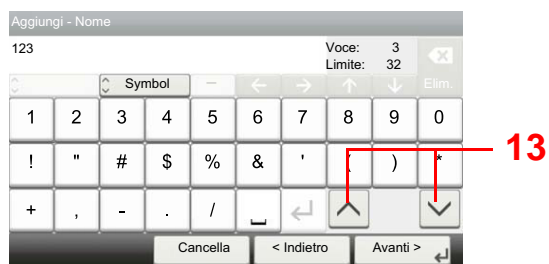 Aggiungi - Nome
123
Voce: 3
Limite: 32
Symbol
Elim.
1 2 3 4 5 6 7 8 9 0
! " # $ % & ' ( ) *
+ , - . / _
13
Cancella < Indietro Avanti >